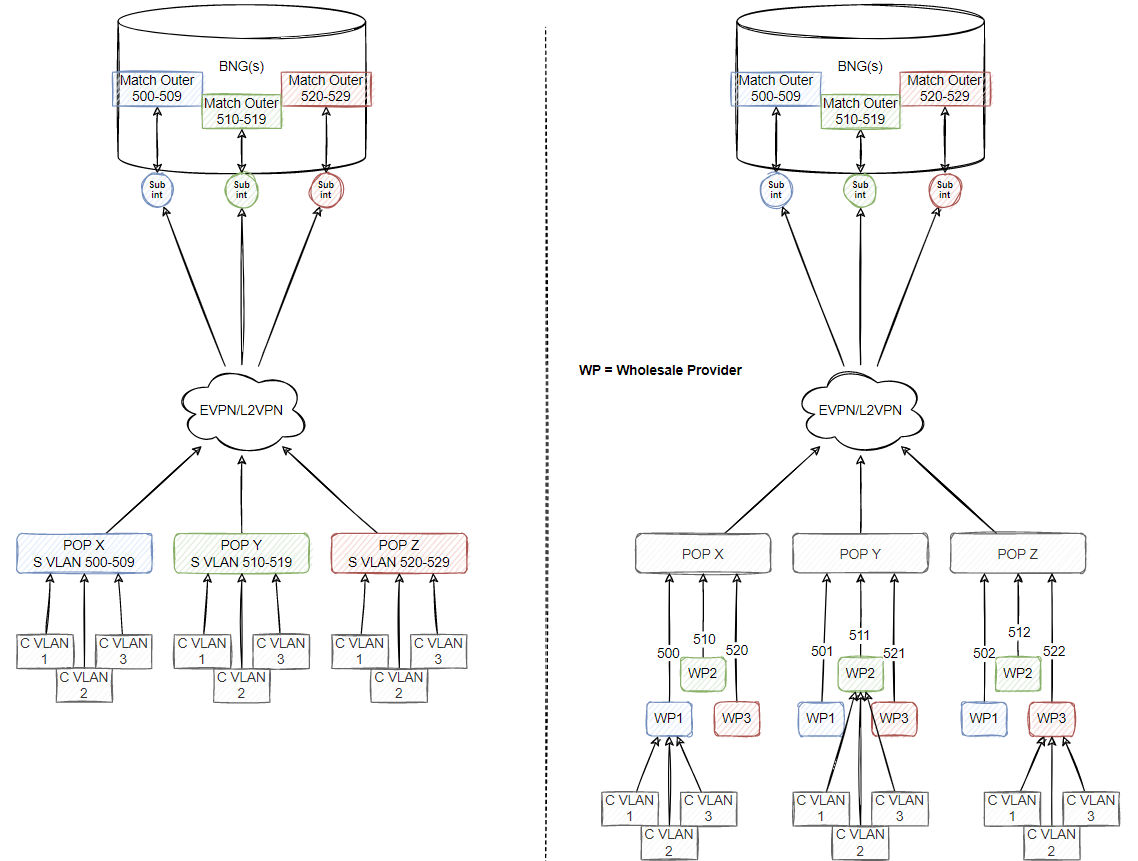 BNG(s)
Match Outer
500-509
Match Outer
510-519
Match Outer
520-529
Sub
int
Sub
int
Sub
int
EVPN/L2VPN
POP X
S VLAN 500-509
POP Y
S VLAN 510-519
POP Z
S VLAN 520-529
C VLAN
1
C VLAN
2
C VLAN
3
C VLAN
1
C VLAN
2
C VLAN
3
C VLAN
1
C VLAN
2
C VLAN
3
BNG(s)
Match Outer
500-509
Match Outer
510-519
Match Outer
520-529
Sub
int
Sub
int
Sub
int
WP = Wholesale Provider
EVPN/L2VPN
POP X
POP Y
POP Z
500
510
520
501
511
521
502
512
522
WP1
WP2
WP3
WP1
WP2
WP3
WP1
WP2
WP3
C VLAN
1
C VLAN
2
C VLAN
3
C VLAN
1
C VLAN
2
C VLAN
3
C VLAN
1
C VLAN
2
C VLAN
3